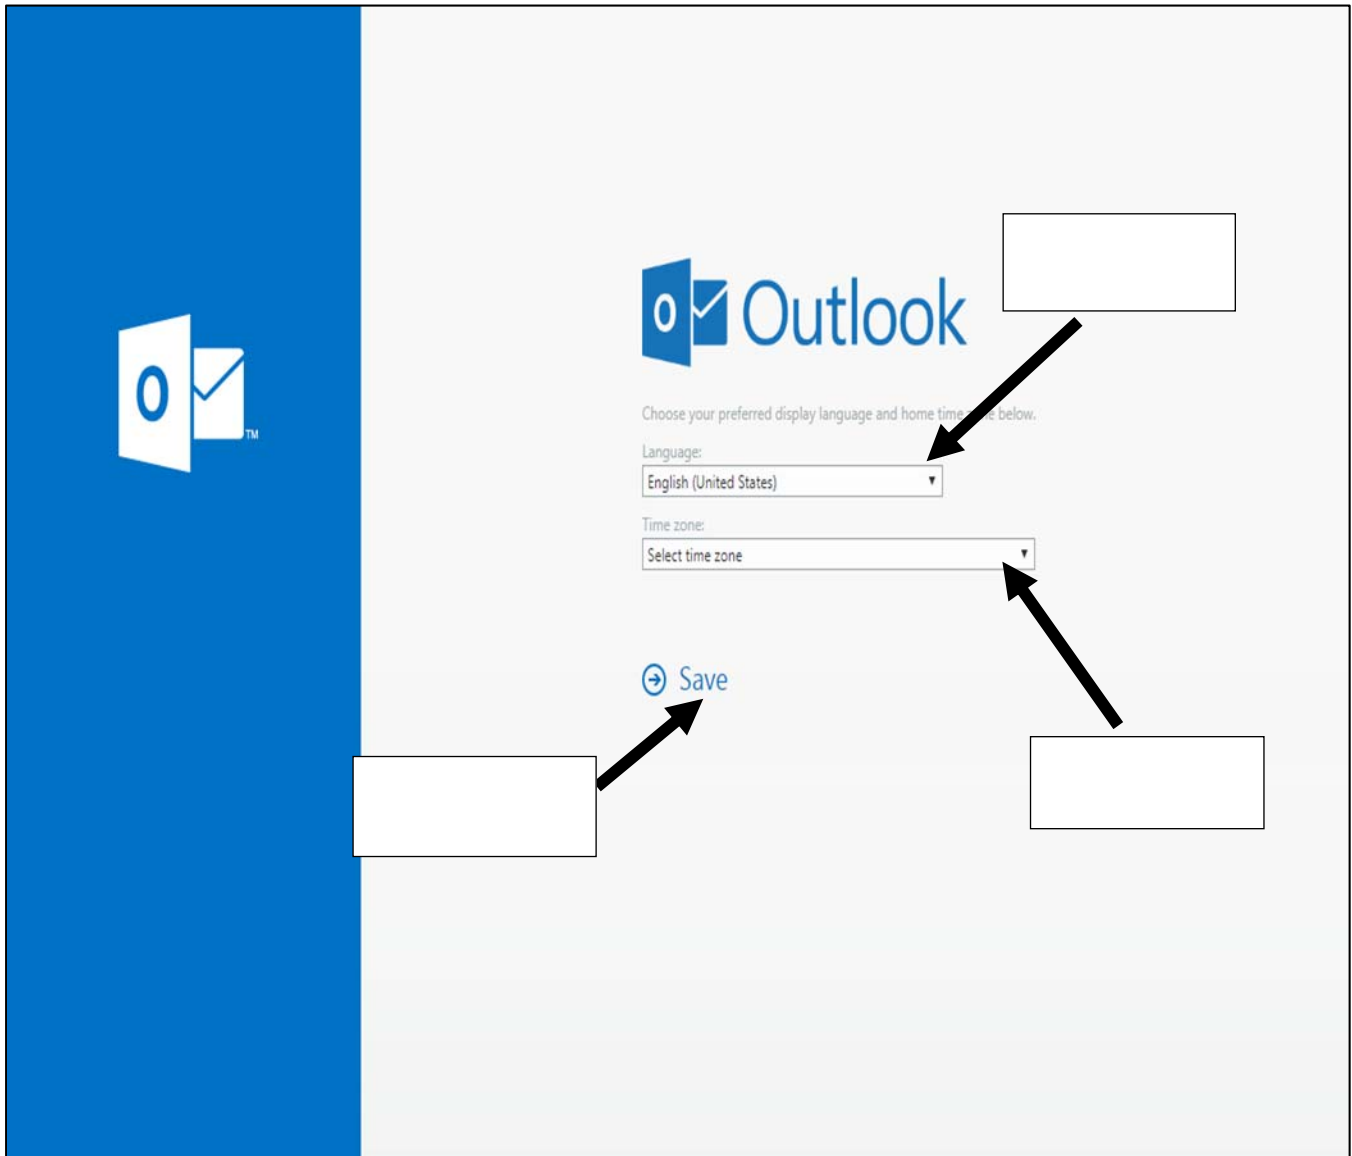 O
TM
O Outlook
Choose your preferred display language and home time below.
Language:
English (United States)
Time zone:
Select time zone
Save